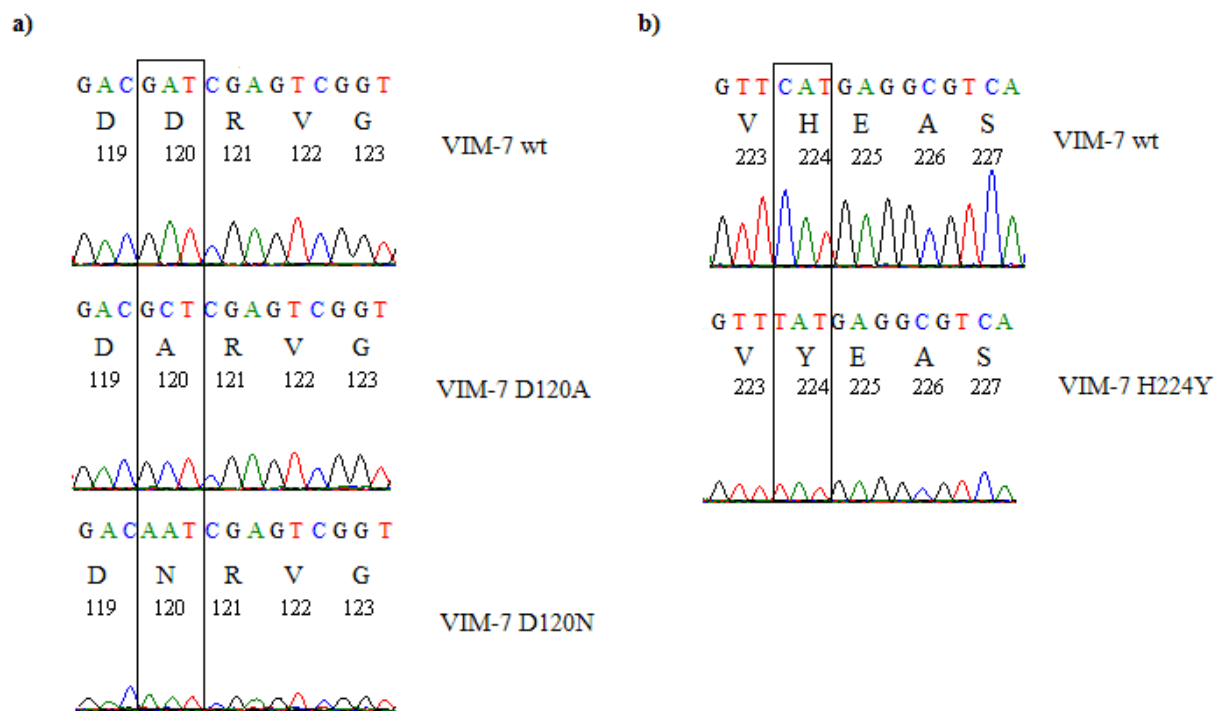 a)
GACGATCGAGTCGGT
D D R V G
119 120 121 122 123
VIM-7 wt
GACGCTCGAGTCGGT
D A R V G
119 120 121 122 123
VIM-7 D120A
GACAATCGAGTCGGT
D N R V G
119 120 121 122 123
VIM-7 D120N
b)
GTTCATGAGGCGTCA
V H E A S
223 224 225 226 227
VIM-7 wt
GTTTATGAGGCGTCA
V Y E A S
223 224 225 226 227
VIM-7 H224Y